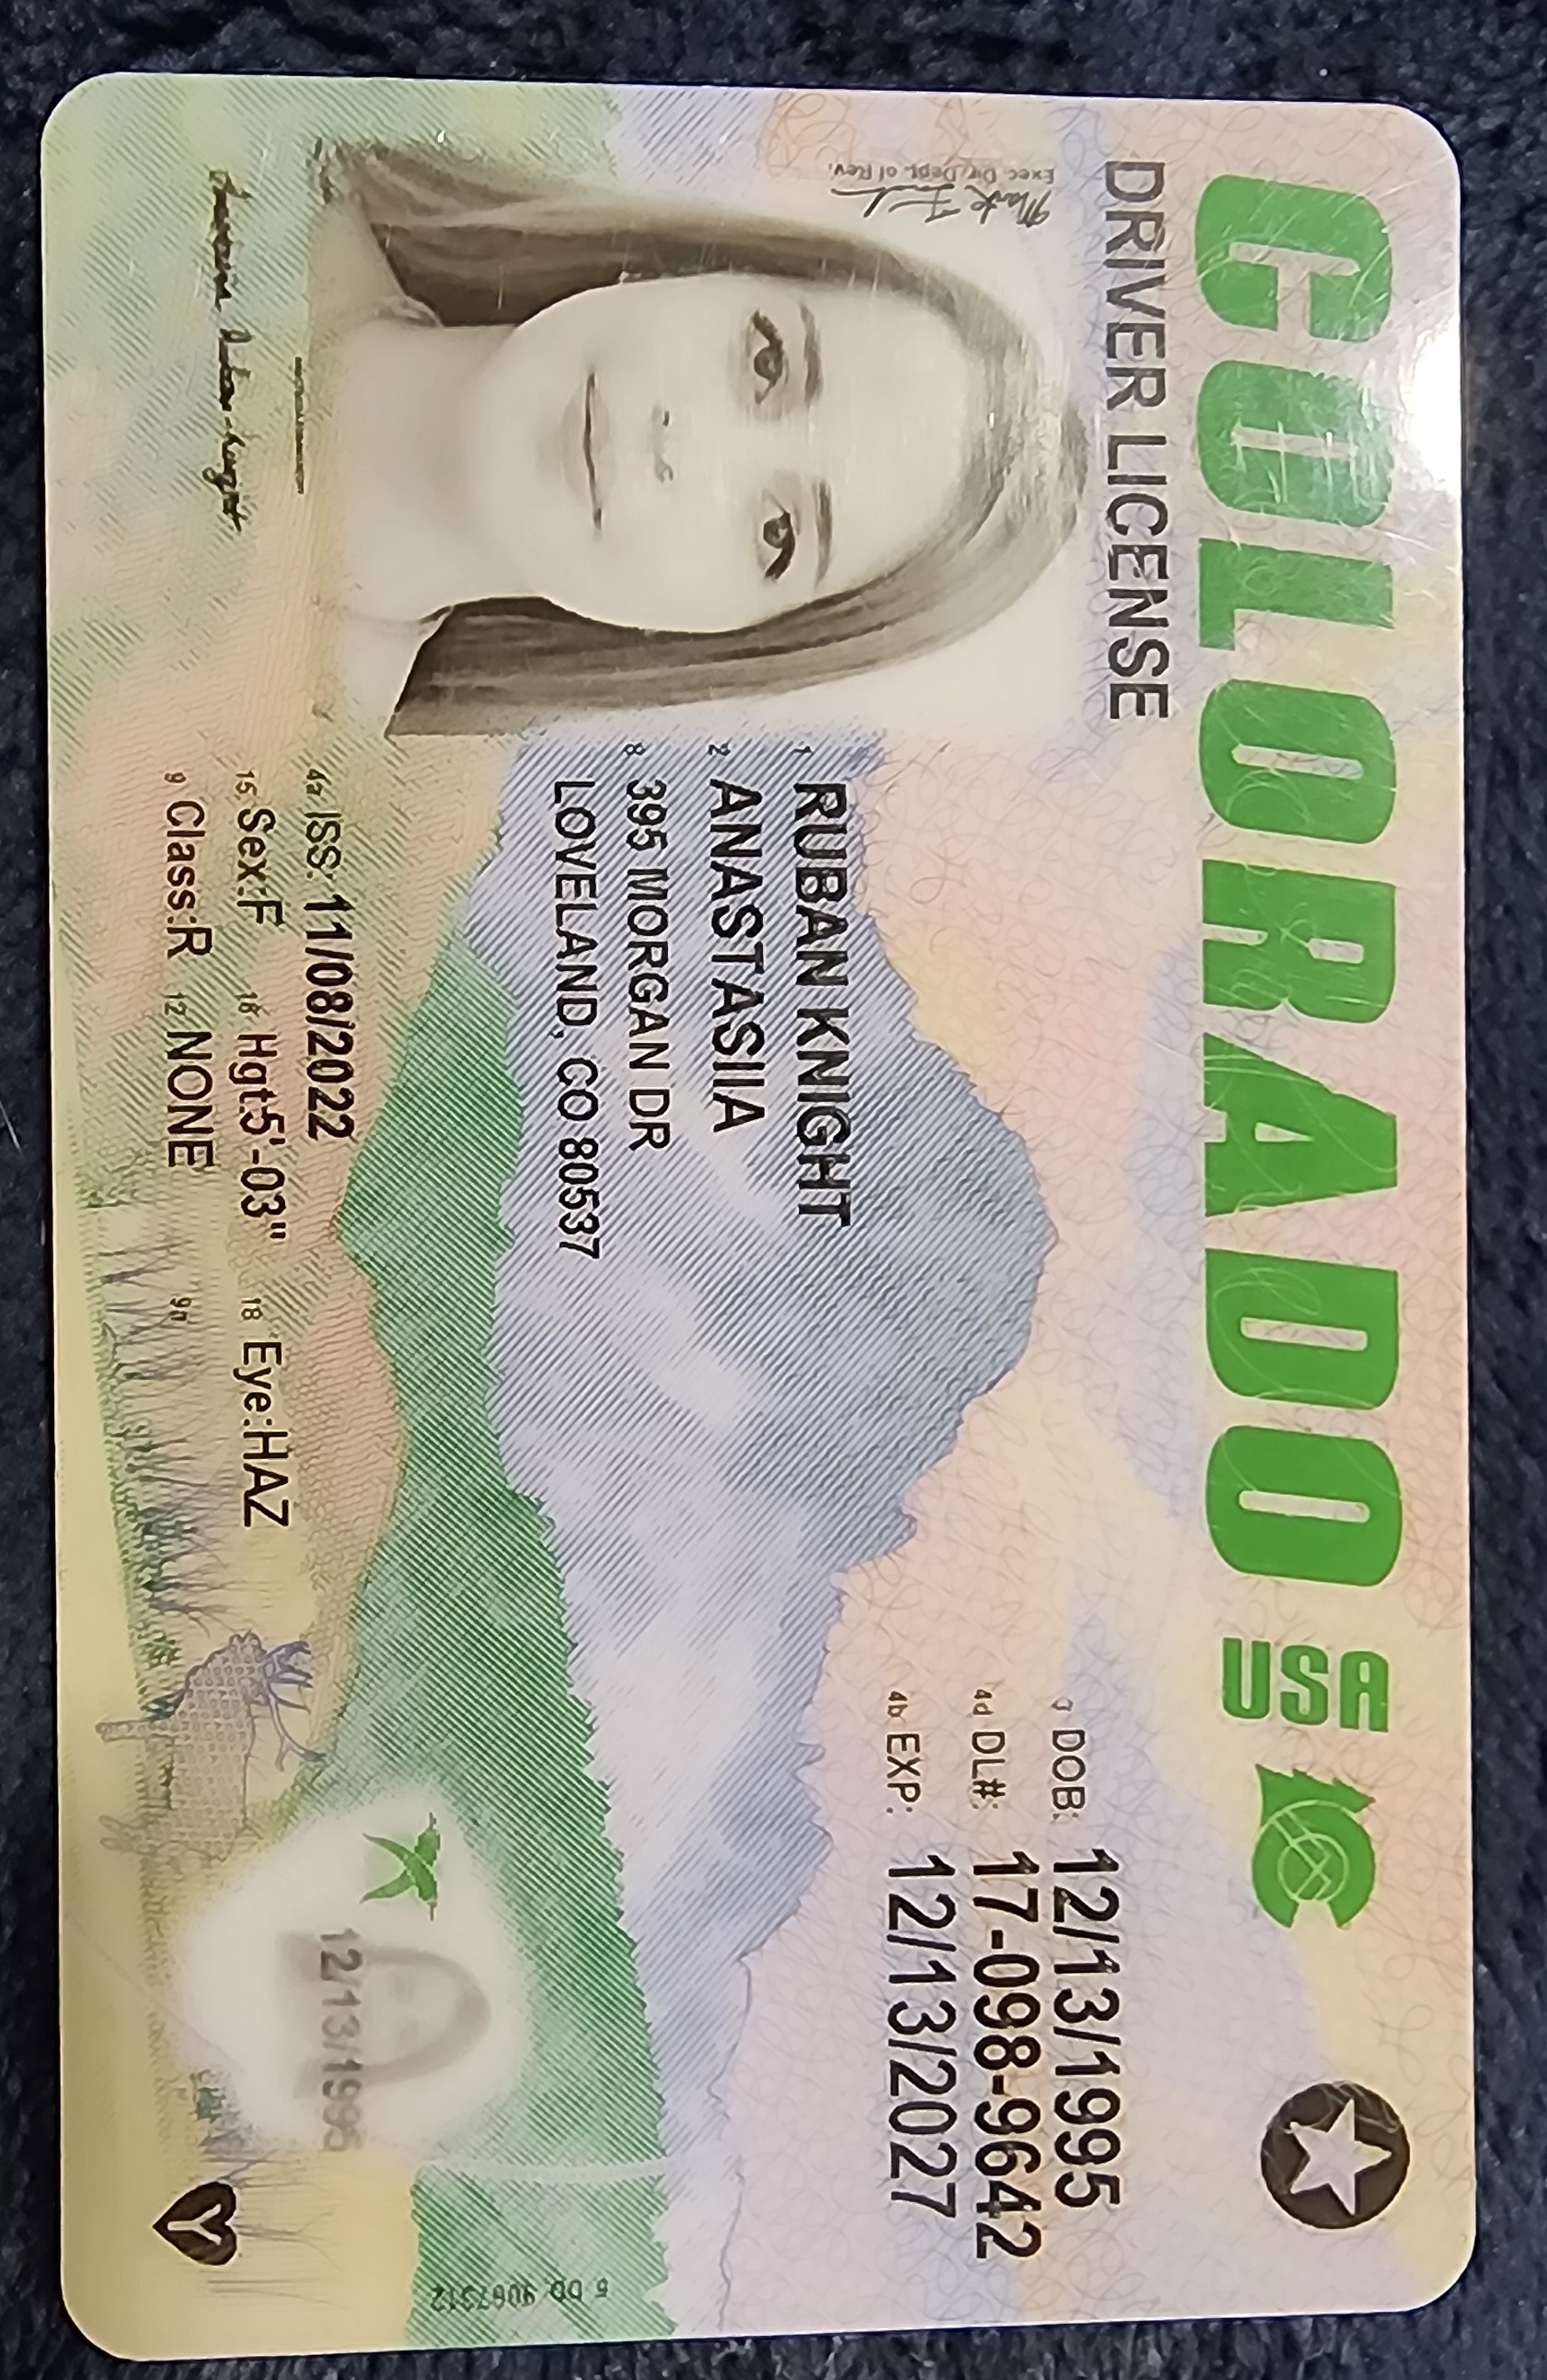 COLORADO USA
DRIVER LICENSE
Exec. Dir. Dept. of Rev.
3 DOB: 12/13/1995
4d DL#: 17-098-9642
4b EXP: 12/13/2027
1 RUBAN KNIGHT
2 ANASTASIIA
8 395 MORGAN DR
LOVELAND, CO 80537
4a ISS: 11/08/2022
15 Sex:F 16 Hgt5'-03" 18 Eye:HAZ
9 Class:R 12 NONE 9a
12/13/1995
Y
5 DD 9067312